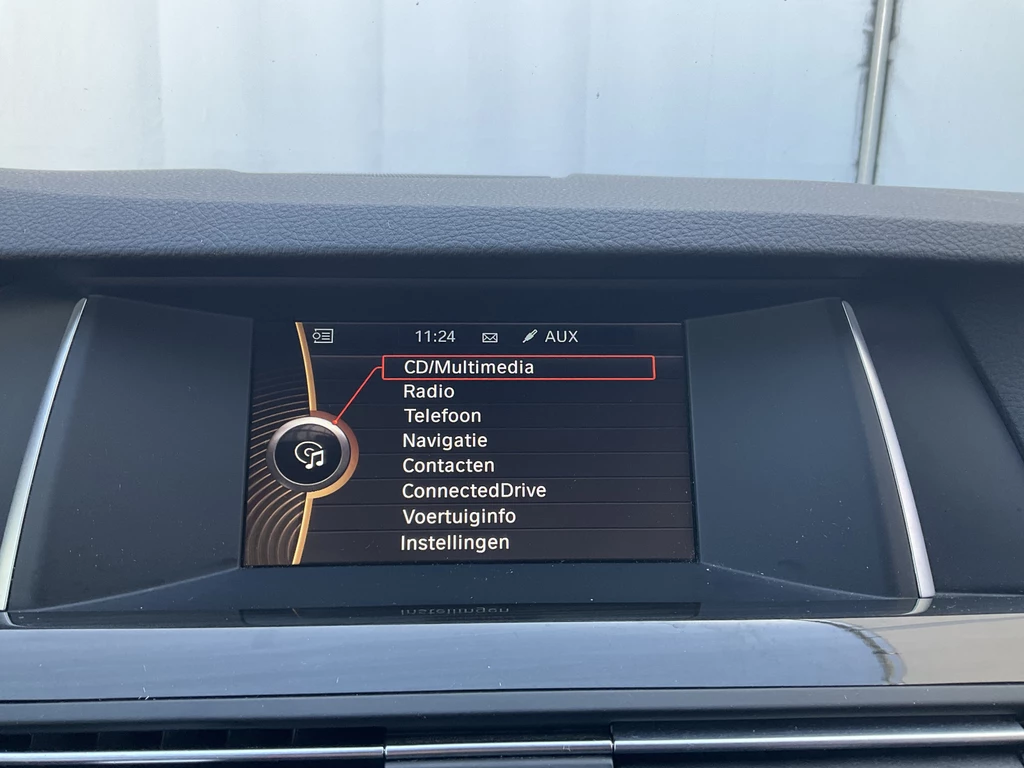 11:24 AUX
CD/Multimedia
Radio
Telefoon
Navigatie
Contacten
ConnectedDrive
Voertuiginfo
Instellingen